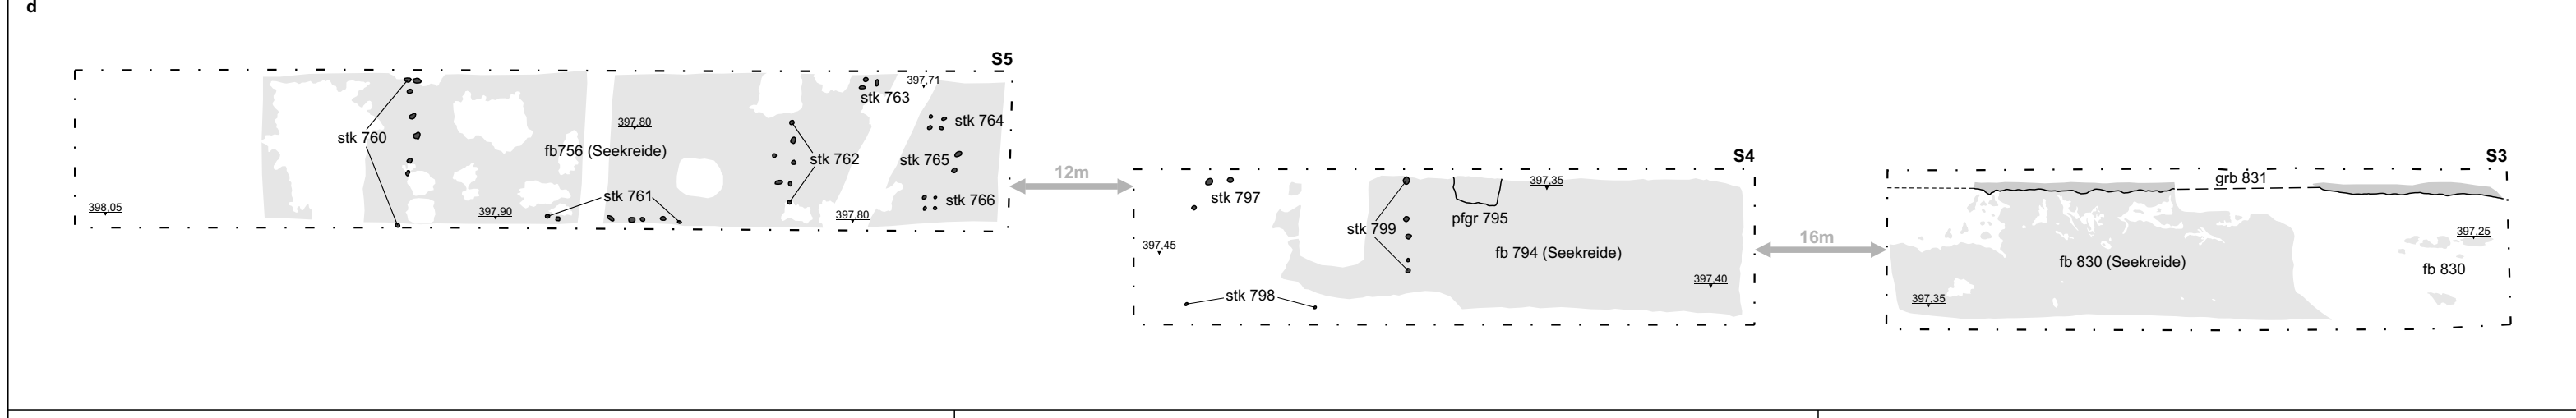 d
S5
397,71
stk 763
stk 764
397,80
stk 760
fb756 (Seekreide)
stk 762
stk 765
stk 761
stk 766
398,05
397,90
397,80
12m
S4
397,35
stk 797
pfgr 795
stk 799
397,45
fb 794 (Seekreide)
397,40
stk 798
16m
S3
grb 831
397,25
fb 830 (Seekreide)
fb 830
397,35